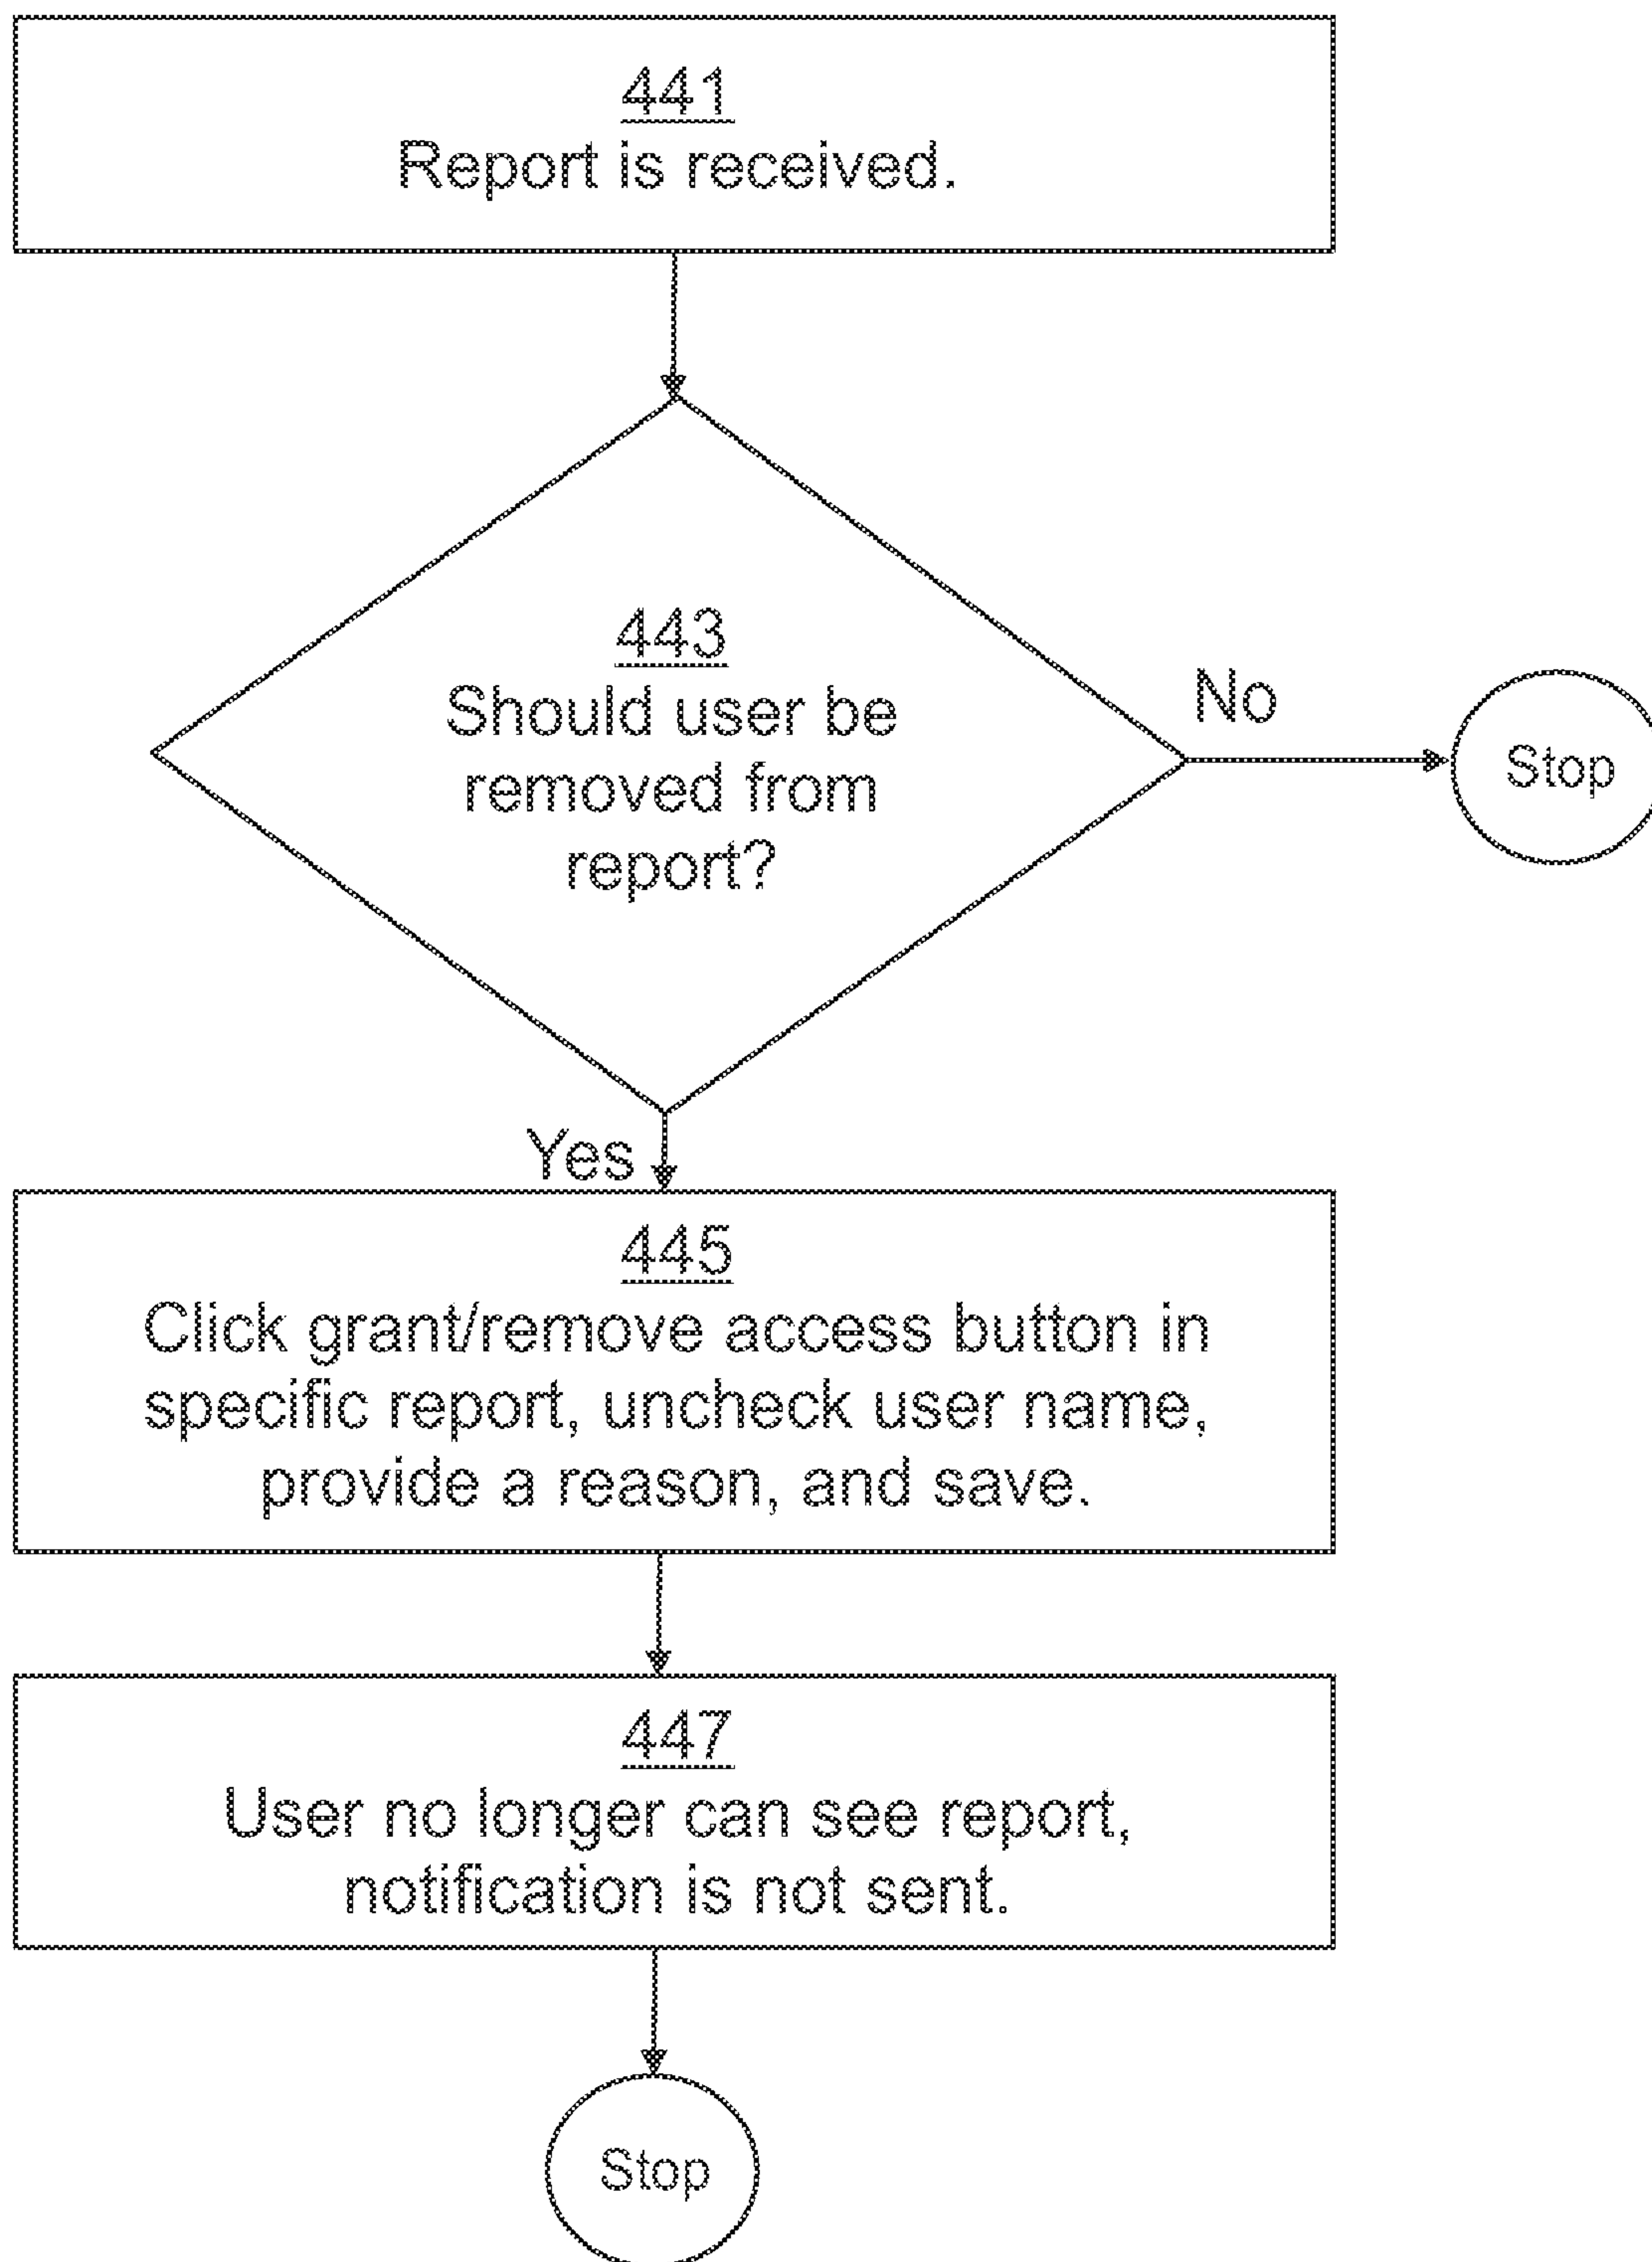 441
Report is received.
443
Should user be
removed from
report?
No
Stop
Yes
445
Click grant/remove access button in
specific report, uncheck user name,
provide a reason, and save.
447
User no longer can see report,
notification is not sent.
Stop